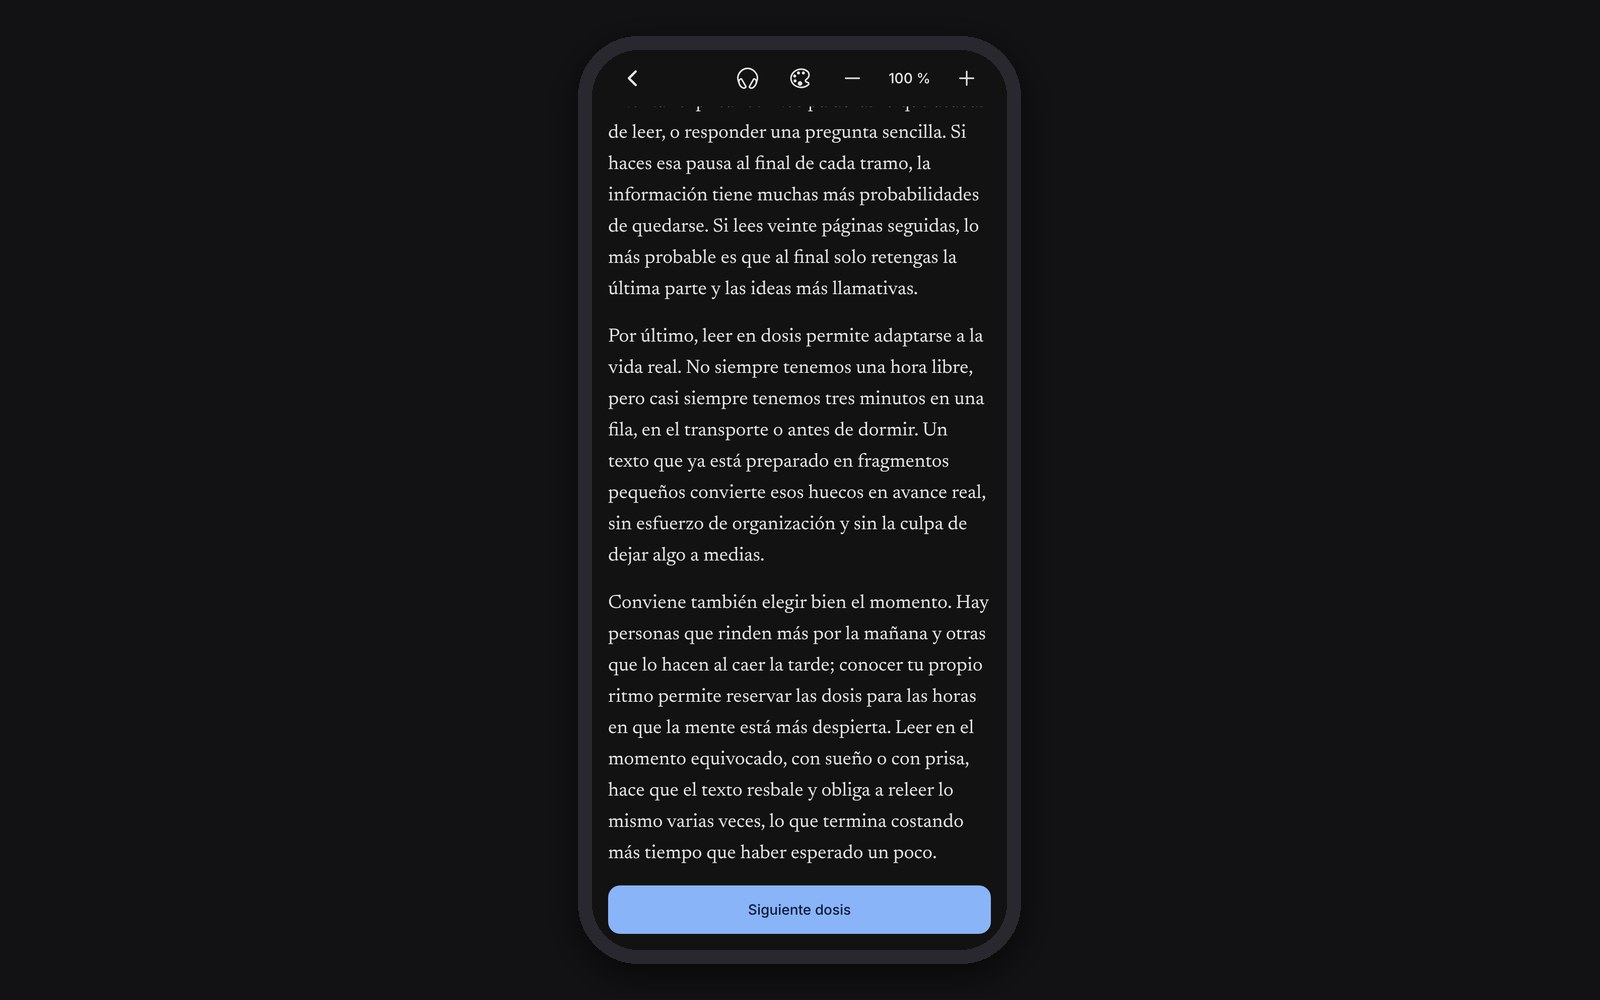 100 %
de leer, o responder una pregunta sencilla. Si
haces esa pausa al final de cada tramo, la
información tiene muchas más probabilidades
de quedarse. Si lees veinte páginas seguidas, lo
más probable es que al final solo retengas la
última parte y las ideas más llamativas.
Por último, leer en dosis permite adaptarse a la
vida real. No siempre tenemos una hora libre,
pero casi siempre tenemos tres minutos en una
fila, en el transporte o antes de dormir. Un
texto que ya está preparado en fragmentos
pequeños convierte esos huecos en avance real,
sin esfuerzo de organización y sin la culpa de
dejar algo a medias.
Conviene también elegir bien el momento. Hay
personas que rinden más por la mañana y otras
que lo hacen al caer la tarde; conocer tu propio
ritmo permite reservar las dosis para las horas
en que la mente está más despierta. Leer en el
momento equivocado, con sueño o con prisa,
hace que el texto resbale y obliga a releer lo
mismo varias veces, lo que termina costando
más tiempo que haber esperado un poco.
Siguiente dosis